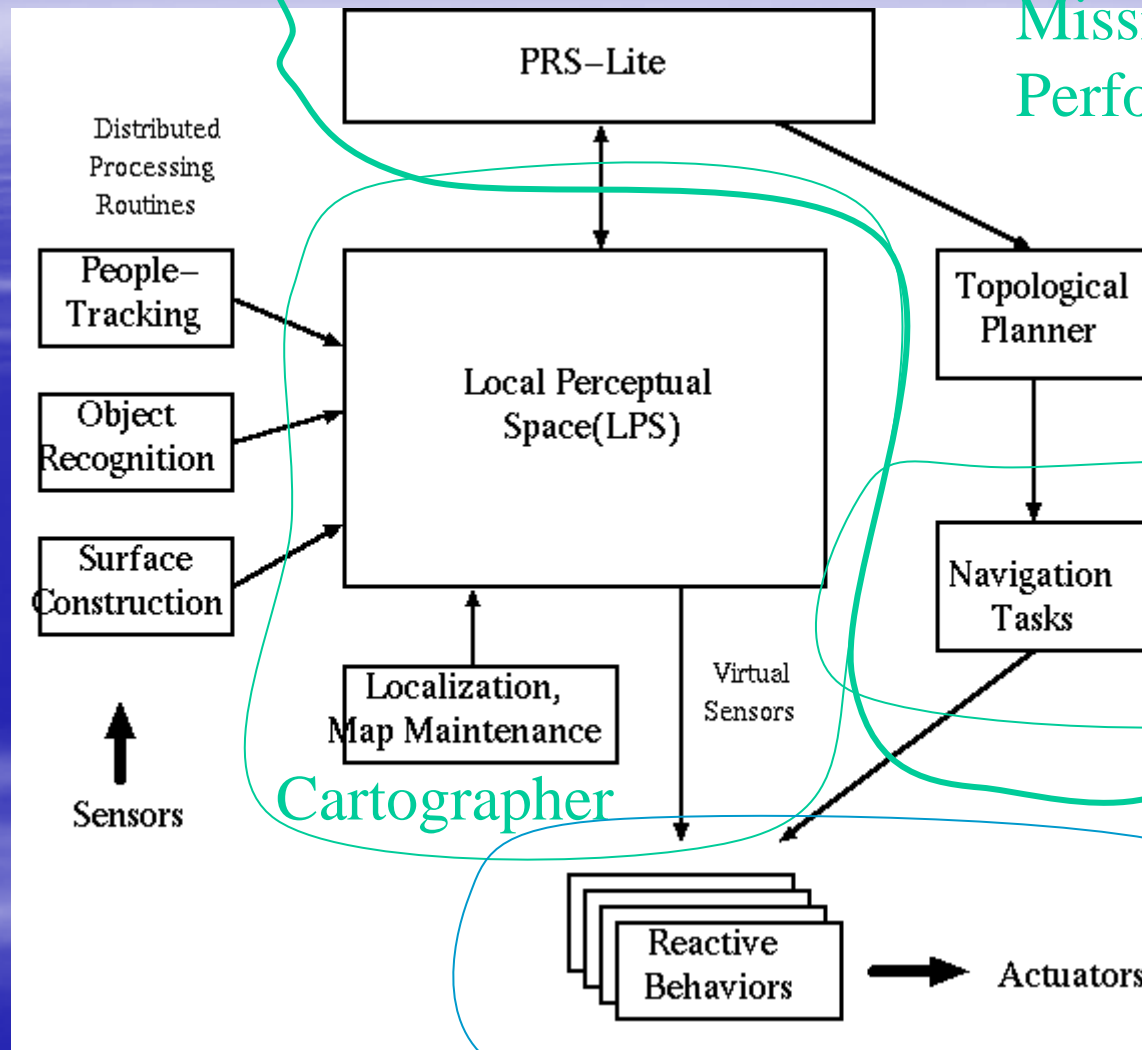 PRS–Lite
Distributed
Processing
Routines
People–
Tracking
Object
Recognition
Surface
Construction
Sensors
Local Perceptual
Space(LPS)
Localization,
Map Maintenance
Cartographer
Virtual
Sensors
Topological
Planner
Navigation
Tasks
Reactive
Behaviors
Actuators